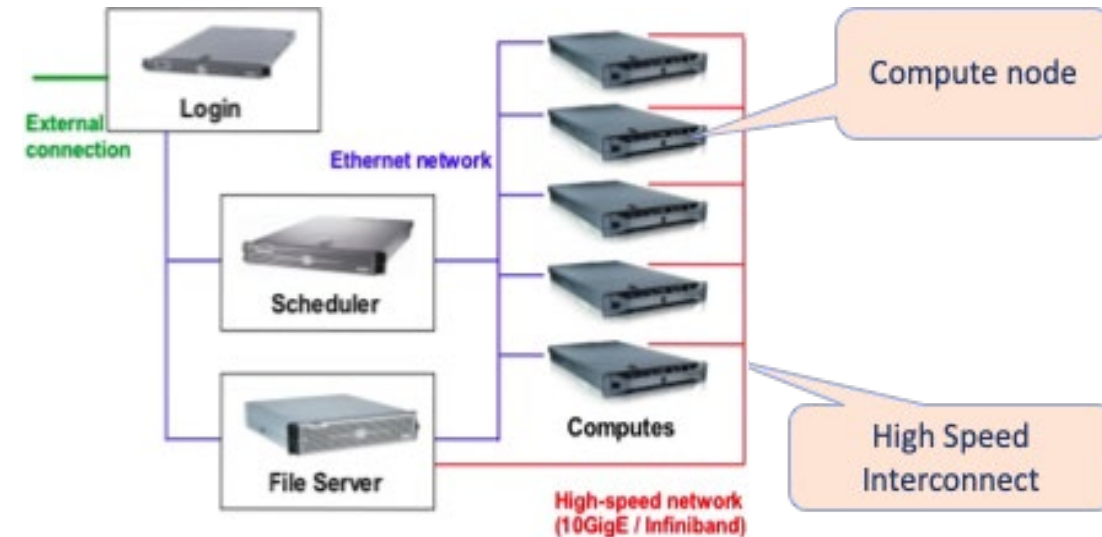 Login
External
connection
Ethernet network
Compute node
Scheduler
File Server
Computes
High Speed
Interconnect
High-speed network
(10GigE / Infiniband)